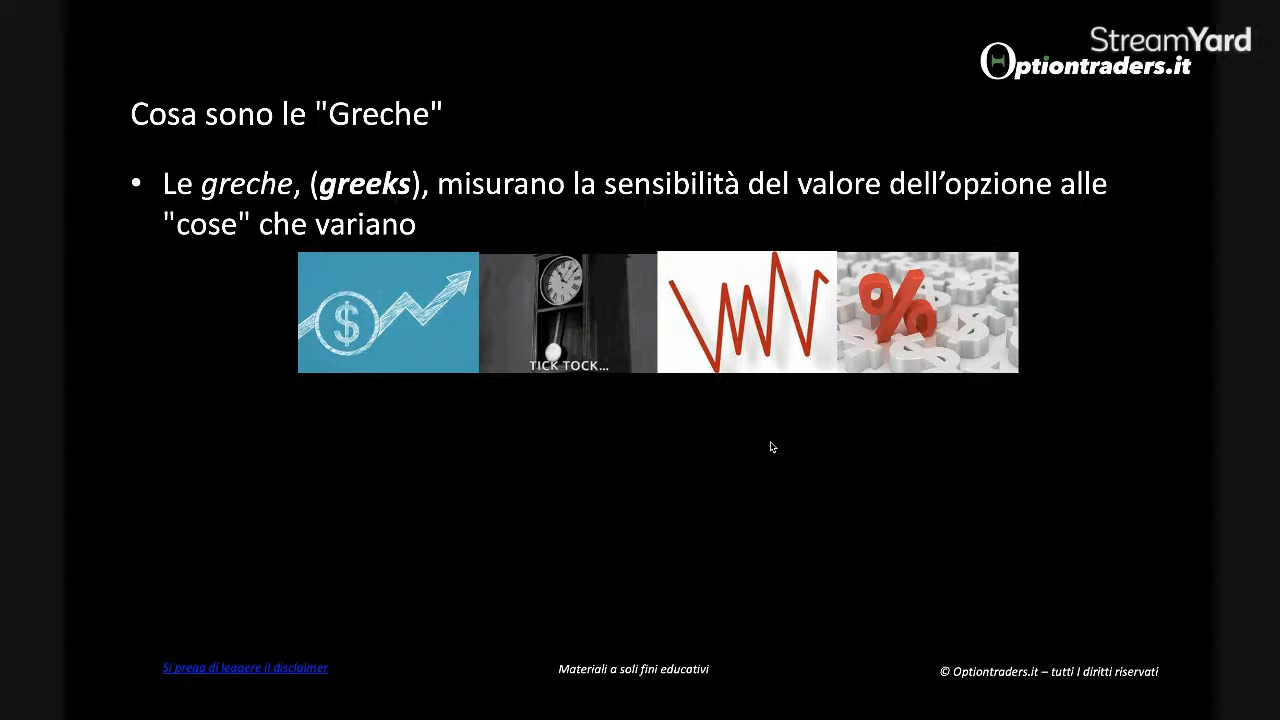 StreamYard
Optiontraders.it
Cosa sono le "Greche"
• Le greche, (greeks), misurano la sensibilità del valore dell’opzione alle
"cose" che variano
$
%
TICK TOCK...
Si prega di leggere il disclaimer
Materiali a soli fini educativi
© Optiontraders.it – tutti I diritti riservati